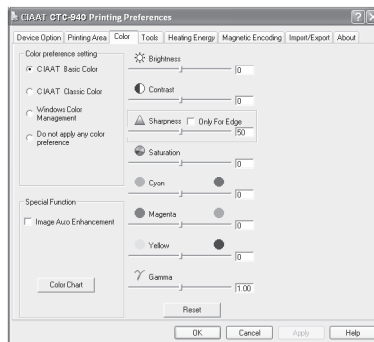 CIAAT CTC-940 Printing Preferences
Device Option Printing Area Color Tools Heating Energy Magnetic Encoding Import/Export About
Color preference setting
CIAAT Basic Color
CIAAT Classic Color
Windows Color
Management
Do not apply any color
preference
Special Function
Image Auxo Enhancement
Color Chart
Brightness
0
Contrast
0
Sharpness Only For Edge
50
Saturation
0
Cyon
0
Magenta
0
Yellow
0
Gamma
1.00
Reset
OK Cancel Apply Help